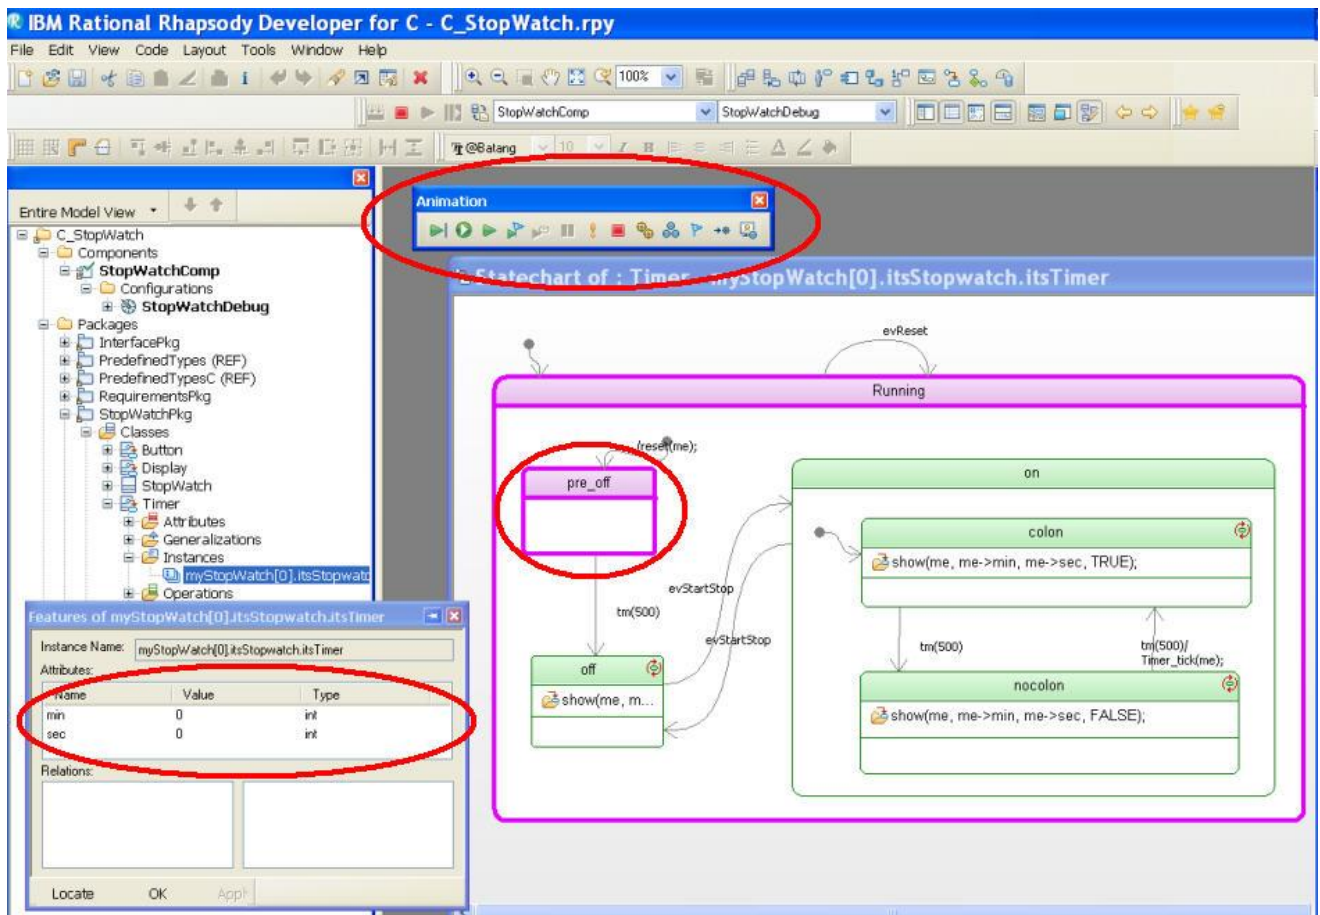 IBM Rational Rhapsody Developer for C - C_StopWatch.rpy
File Edit View Code Layout Tools Window Help
100%
StopWatchComp StopWatchDebug
@Batang 10
Entire Model View
C_StopWatch
Components
StopWatchComp
Configurations
StopWatchDebug
Packages
InterfacePkg
PredefinedTypes (REF)
PredefinedTypesC (REF)
RequirementsPkg
StopWatchPkg
Classes
Button
Display
StopWatch
Timer
Attributes
Generalizations
Instances
myStopWatch[0].itsStopwatc
Operations
Features of myStopWatch[0].itsStopwatch.itsTimer
Instance Name: myStopWatch[0].itsStopwatch.itsTimer
Attributes:
Name Value Type
min 0 int
sec 0 int
Relations:
Locate OK Apply
Animation
Statechart of : Timer - myStopWatch[0].itsStopwatch.itsTimer
evReset
Running
/reset(me);
pre_off
on
colon
show(me, me->min, me->sec, TRUE);
evStartStop
tm(500)
evStartStop
tm(500)
tm(500)/
Timer_tick(me);
off
show(me, m...
nocolon
show(me, me->min, me->sec, FALSE);